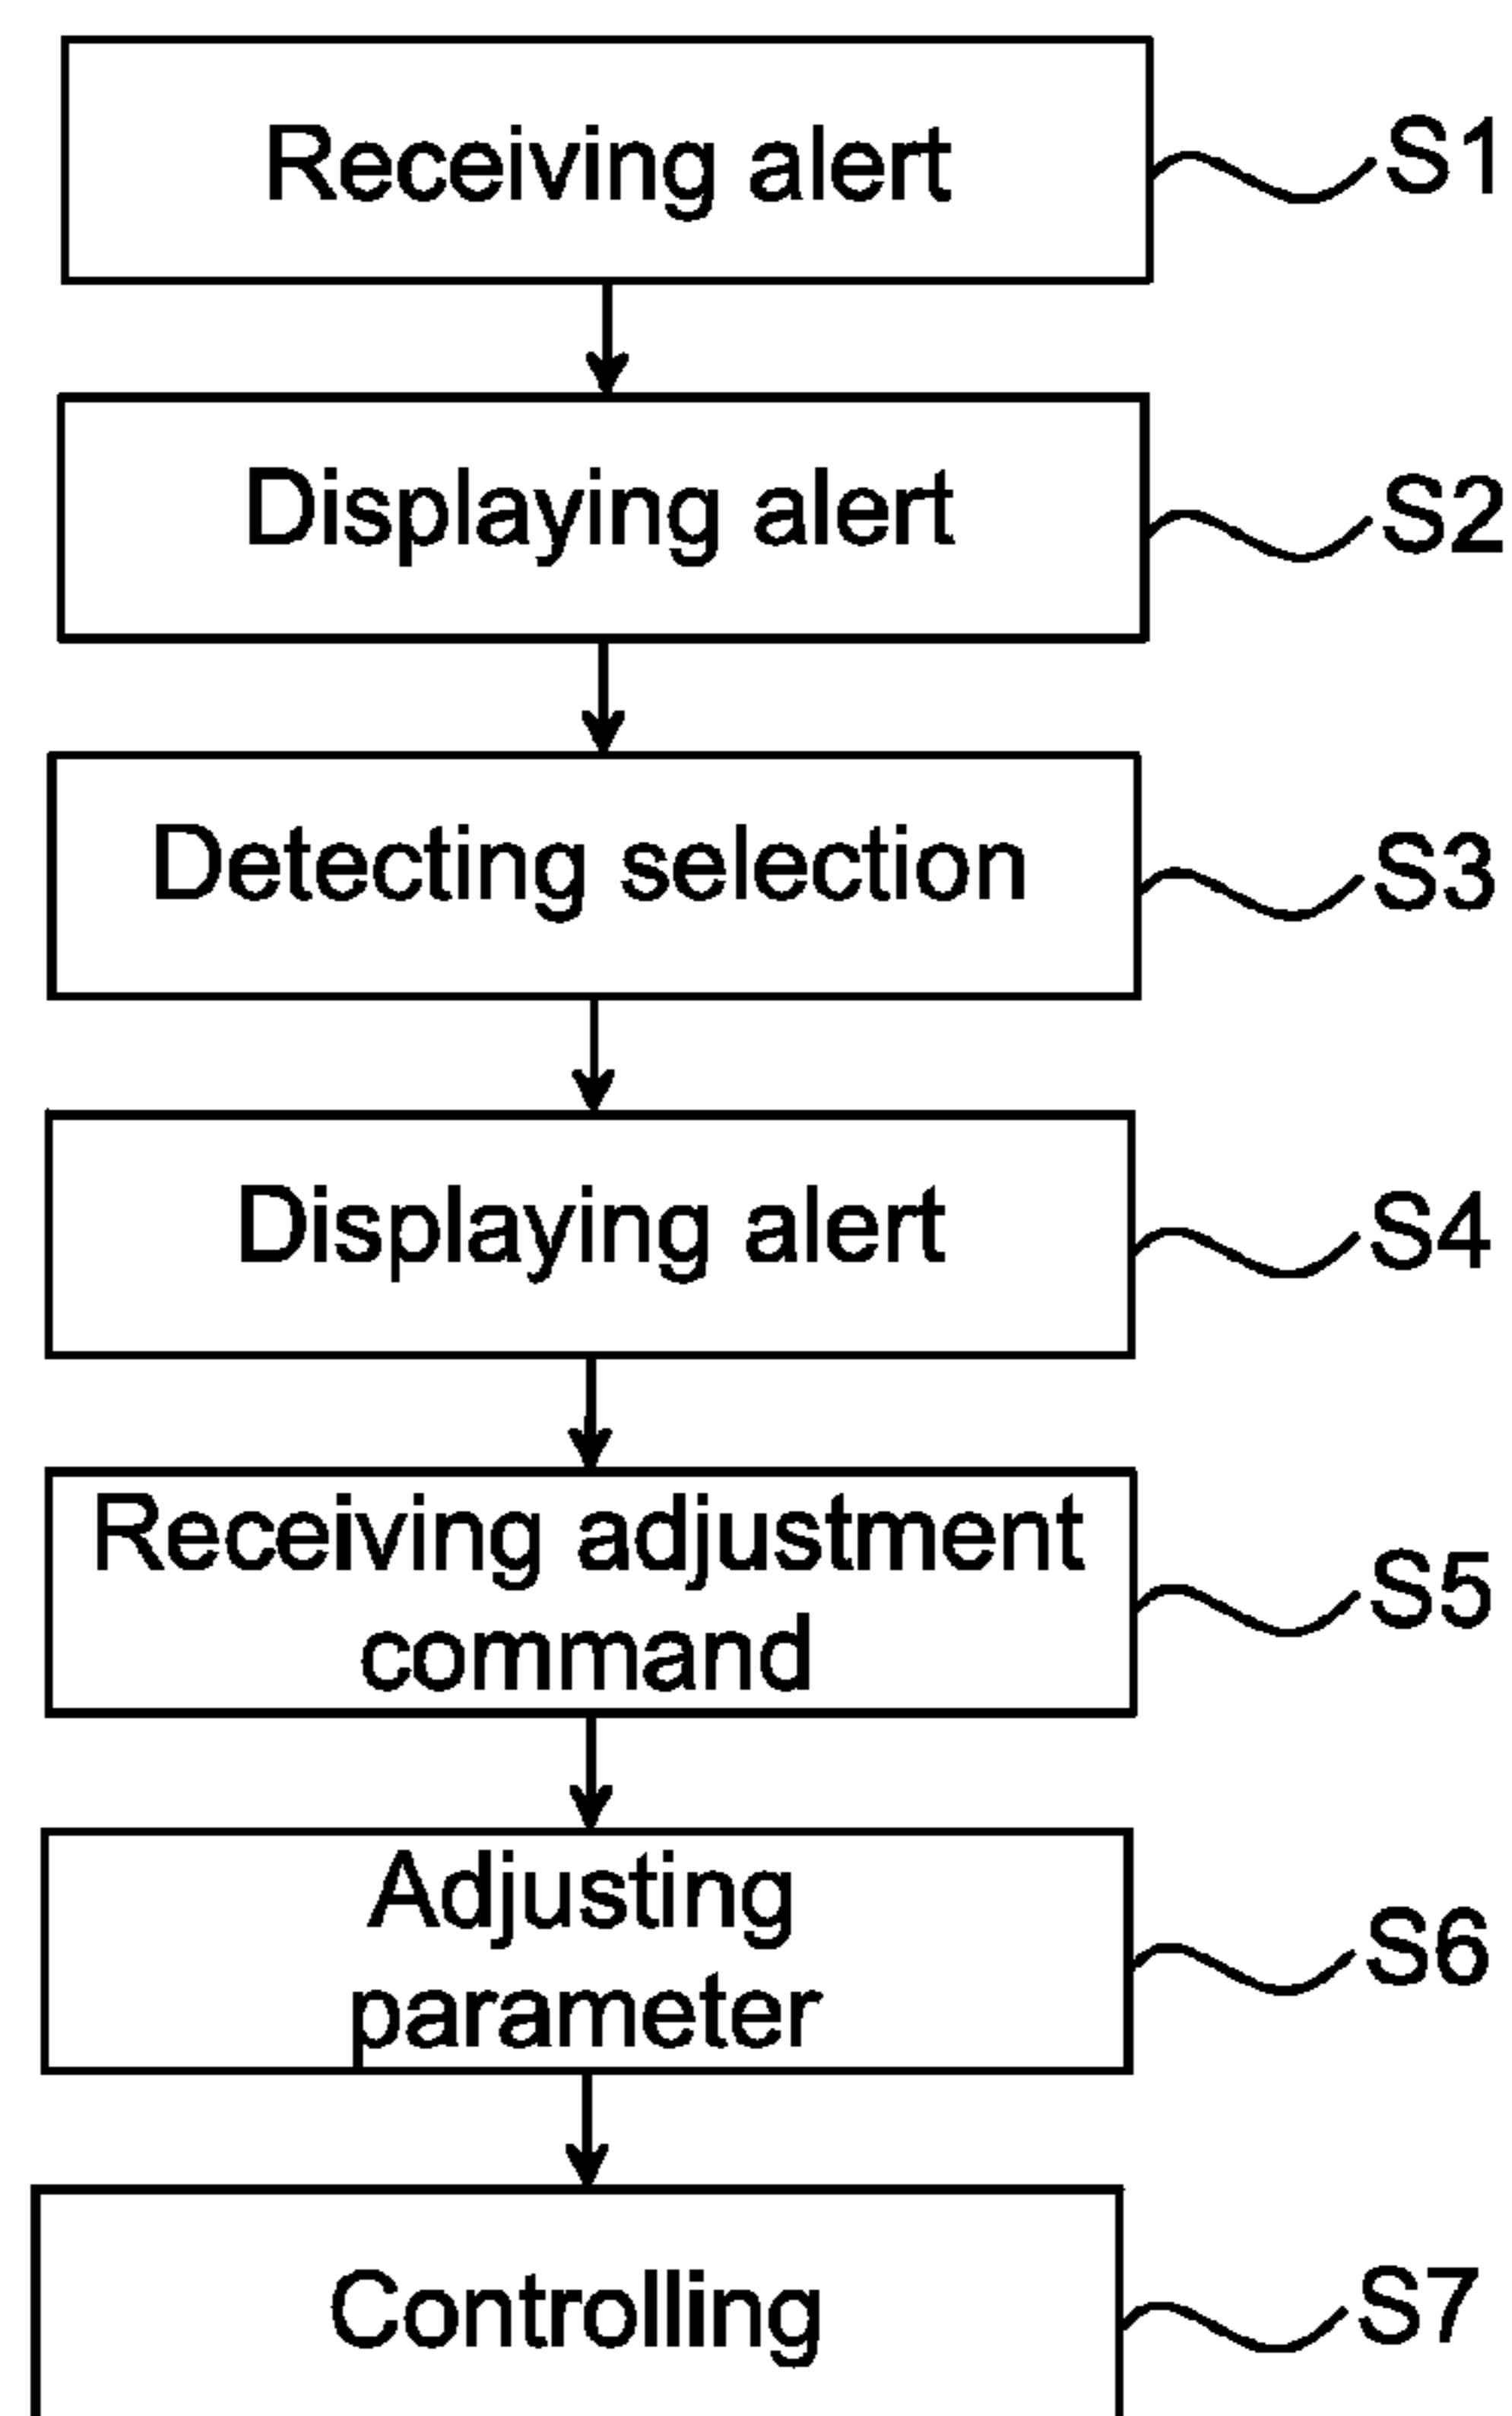 Receiving alert
S1
Displaying alert
S2
Detecting selection
S3
Displaying alert
S4
Receiving adjustment
command
S5
Adjusting
parameter
S6
Controlling
S7